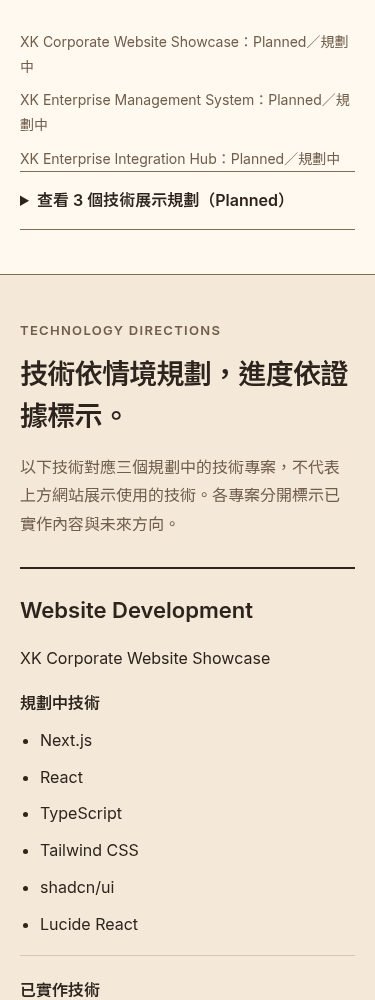 XK Corporate Website Showcase：Planned／規劃
中
XK Enterprise Management System：Planned／規
劃中
XK Enterprise Integration Hub：Planned／規劃中
查看 3 個技術展示規劃（Planned）
TECHNOLOGY DIRECTIONS
技術依情境規劃，進度依證
據標示。
以下技術對應三個規劃中的技術專案，不代表
上方網站展示使用的技術。各專案分開標示已
實作內容與未來方向。
Website Development
XK Corporate Website Showcase
規劃中技術
• Next.js
• React
• TypeScript
• Tailwind CSS
• shadcn/ui
• Lucide React
已實作技術